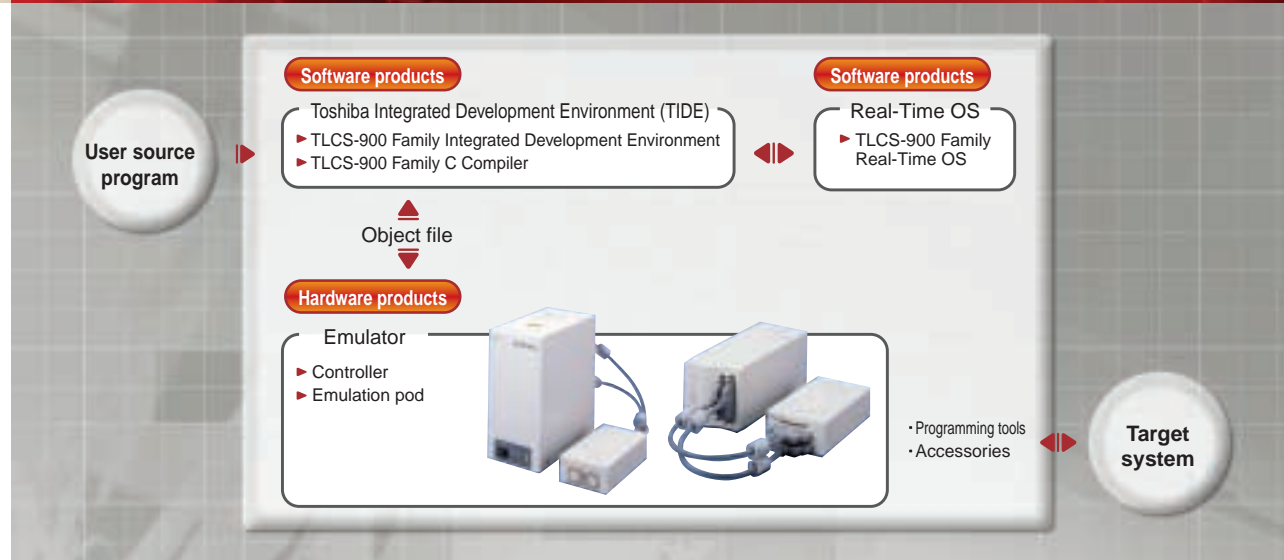 Software products
Toshiba Integrated Development Environment (TIDE)
TLCS-900 Family Integrated Development Environment
TLCS-900 Family C Compiler
Software products
Real-Time OS
TLCS-900 Family
Real-Time OS
User source
program
Object file
Hardware products
Emulator
Controller
Emulation pod
・Programming tools
・Accessories
Target
system